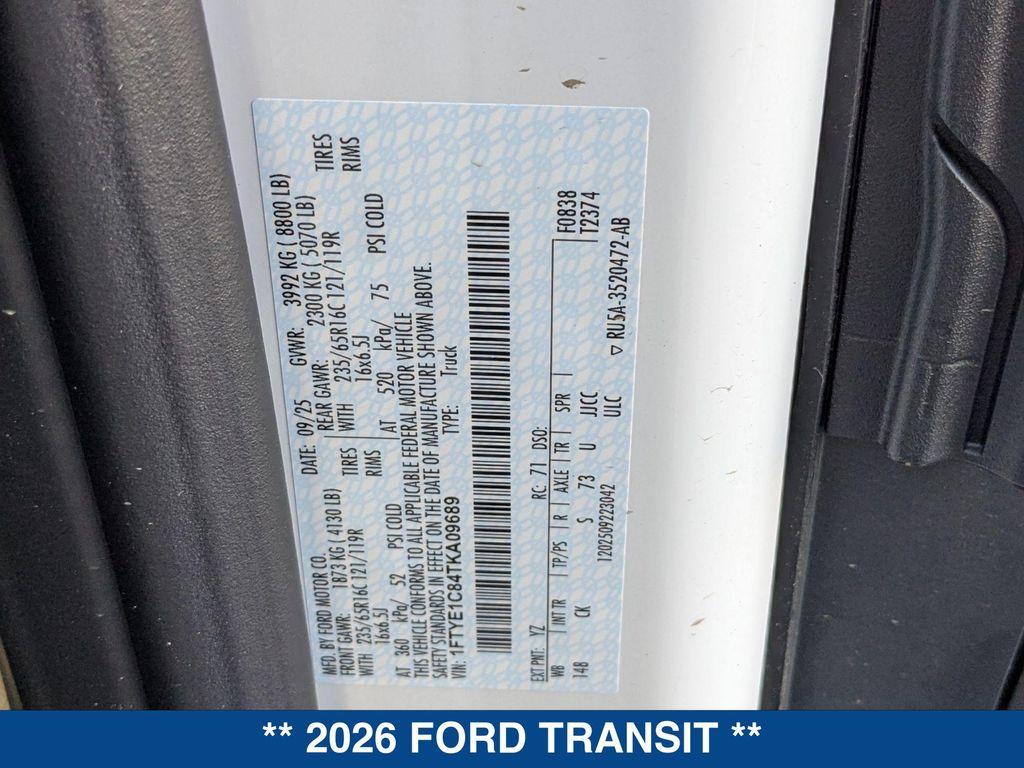 MFD. BY FORD MOTOR CO.
DATE: 09/25
GVWR: 3992 KG ( 8800 LB)
FRONT GAWR: 1873 KG ( 4130 LB)
REAR GAWR: 2300 KG ( 5070 LB)
WITH 235/65R16C 121/119R TIRES
WITH 235/65R16C 121/119R TIRES
16x6.5J RIMS
16x6.5J RIMS
AT 360 kPa/ 52 PSI COLD
AT 520 kPa/ 75 PSI COLD
THIS VEHICLE CONFORMS TO ALL APPLICABLE FEDERAL MOTOR VEHICLE
SAFETY STANDARDS IN EFFECT ON THE DATE OF MANUFACTURE SHOWN ABOVE.
VIN: 1FTYE1C84TKA09689
TYPE: Truck
F0838
T2374
EXT PNT: YZ RC: 71 DSO:
WB INT TR TP/PS R AXLE TR SPR
148 CK S 73 U JJCC
1202509223042 ULC
▽ RU5A-3520472-AB
** 2026 FORD TRANSIT **